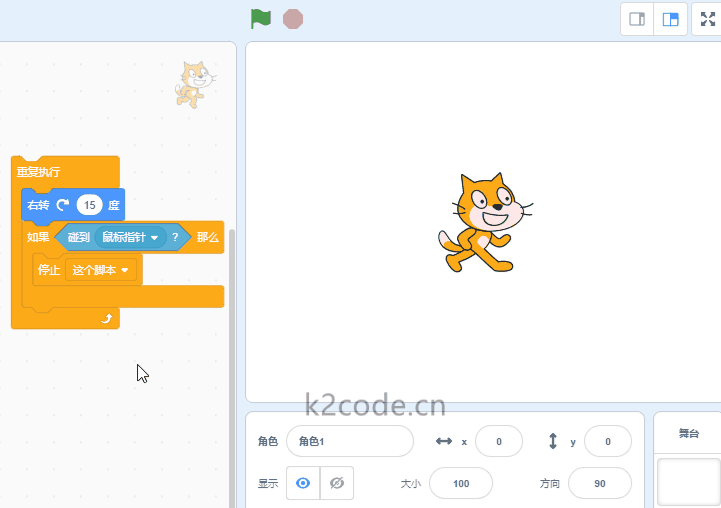 重复执行
右转 15 度
如果 碰到 鼠标指针 ? 那么
停止 这个脚本
k2code.cn
角色 角色1 x 0 y 0
舞台
显示 大小 100 方向 90